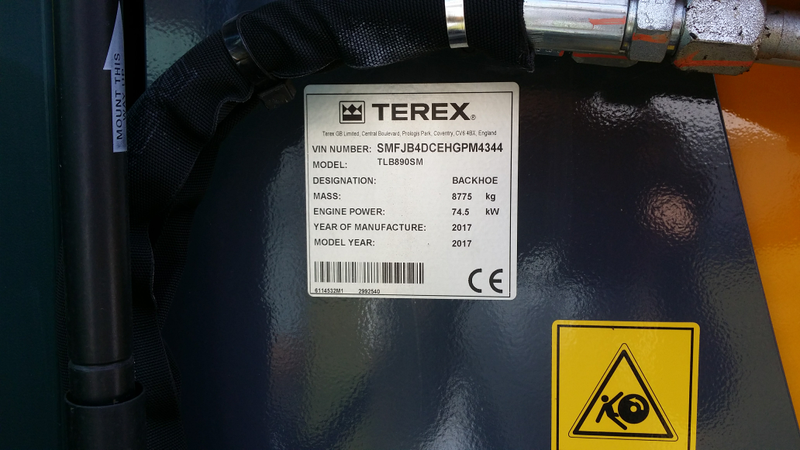 MOUNT THIS
TEREX®
Terex GB Limited, Central Boulevard, Prologis Park, Coventry, CV6 4BX, England
VIN NUMBER: SMFJB4DCEHGPM4344
MODEL: TLB890SM
DESIGNATION: BACKHOE
MASS: 8775 kg
ENGINE POWER: 74.5 kW
YEAR OF MANUFACTURE: 2017
MODEL YEAR: 2017
6114532M1 2992540
CE